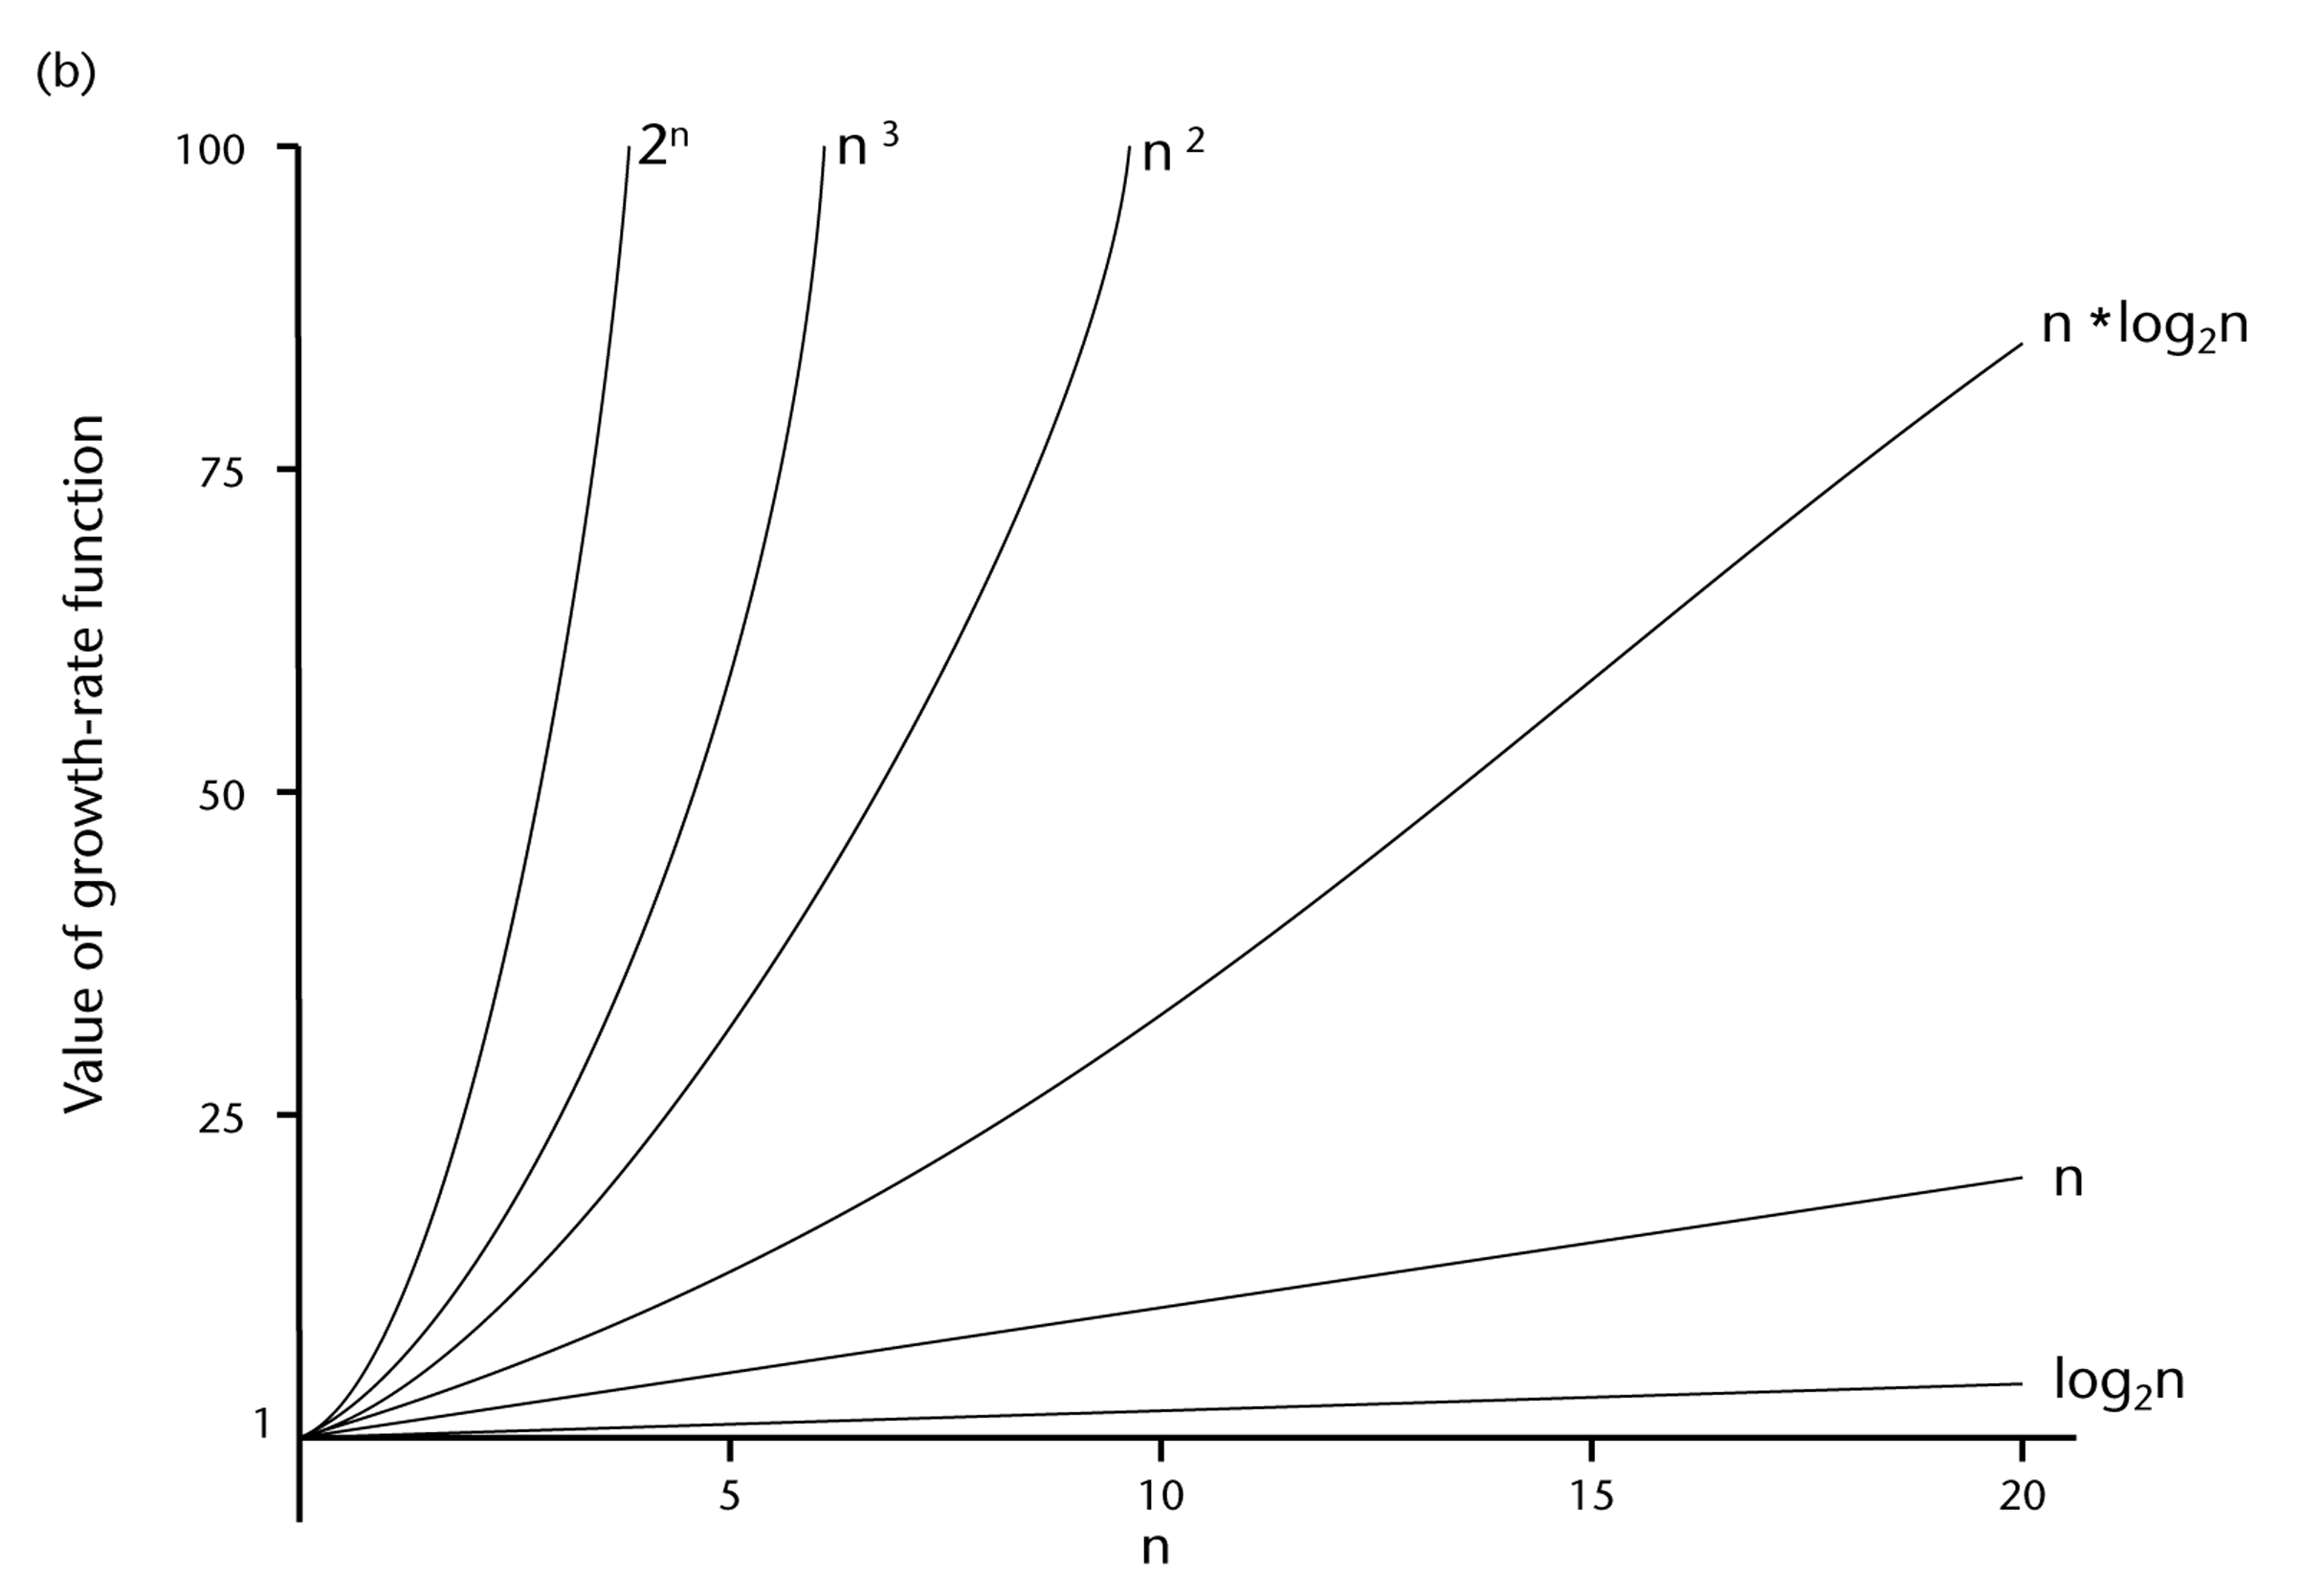 (b)
100
2ⁿ
n ³
n ²
n *log₂n
75
Value of growth-rate function
50
25
n
log₂n
1
5
10
15
20
n